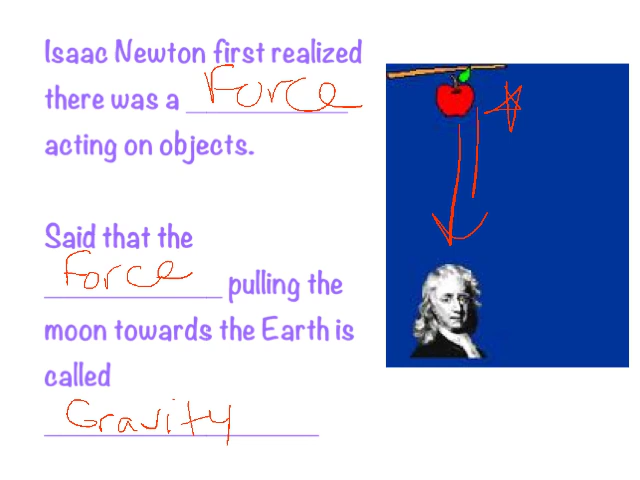 Isaac Newton first realized
there was a Force
acting on objects.
Said that the
Force pulling the
moon towards the Earth is
called
Gravity